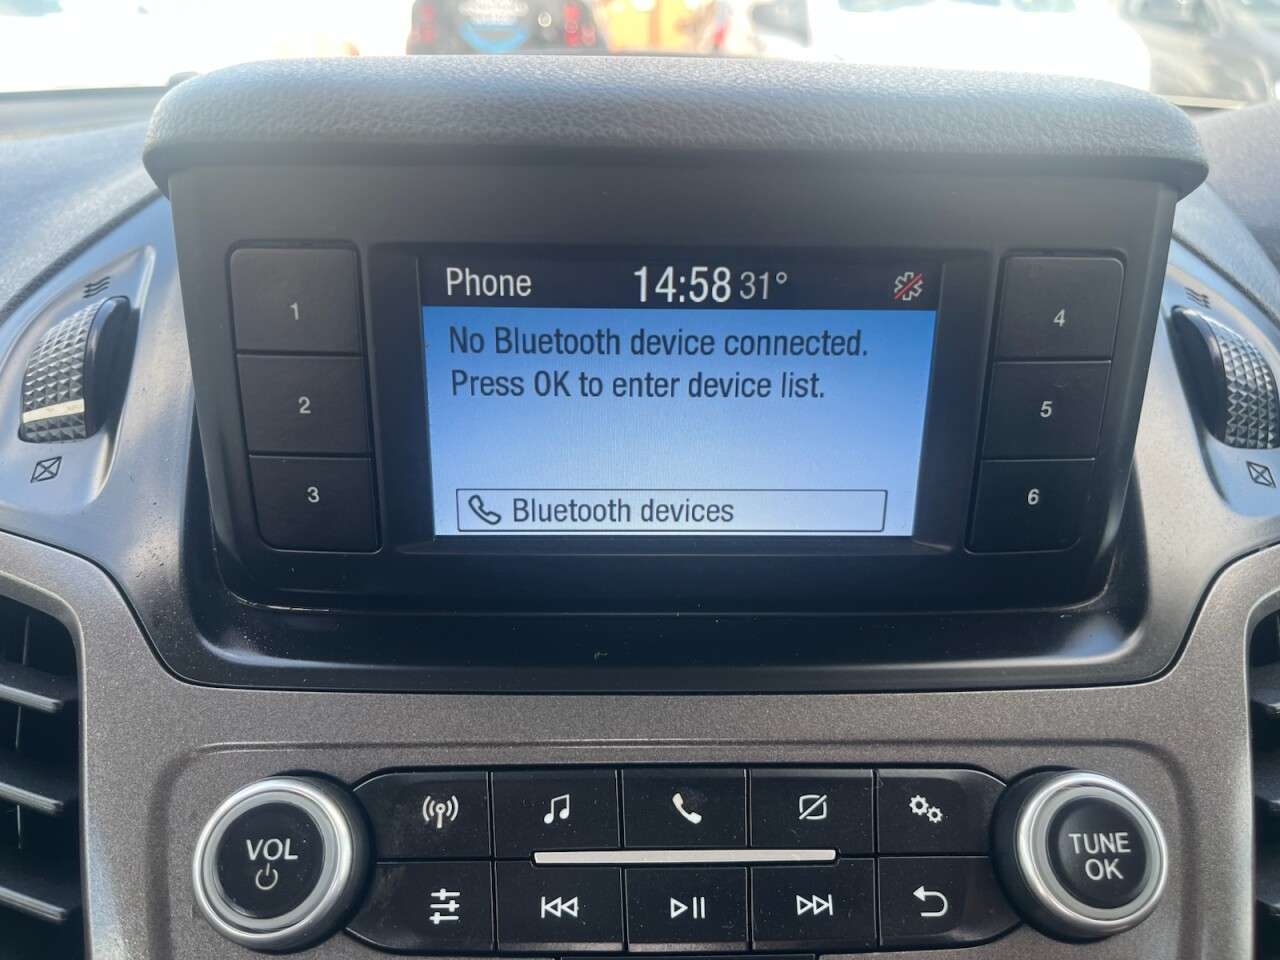 Phone 14:58 31°
No Bluetooth device connected.
Press OK to enter device list.
Bluetooth devices
1
2
3
4
5
6
VOL
TUNE
OK